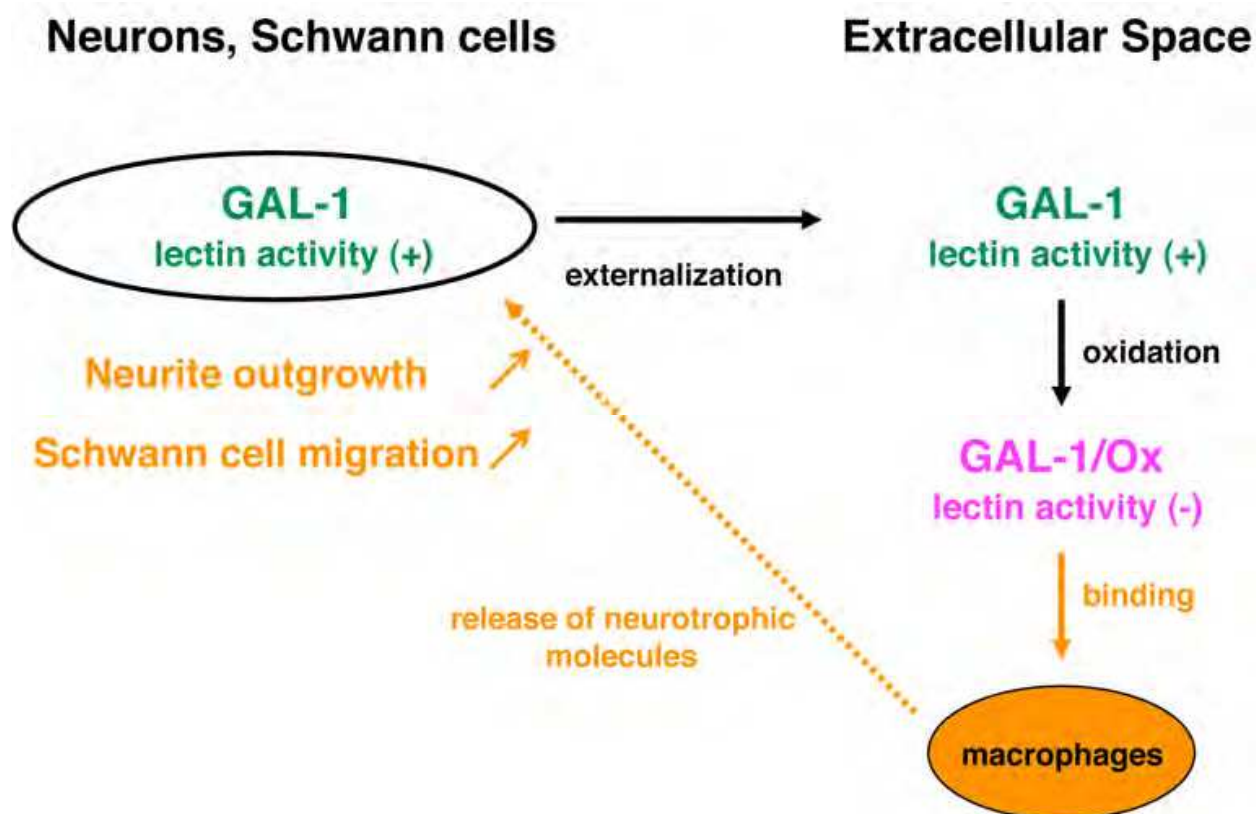 Neurons, Schwann cells
Extracellular Space
GAL-1
lectin activity (+)
externalization
GAL-1
lectin activity (+)
oxidation
Neurite outgrowth
Schwann cell migration
GAL-1/Ox
lectin activity (-)
binding
release of neurotrophic
molecules
macrophages